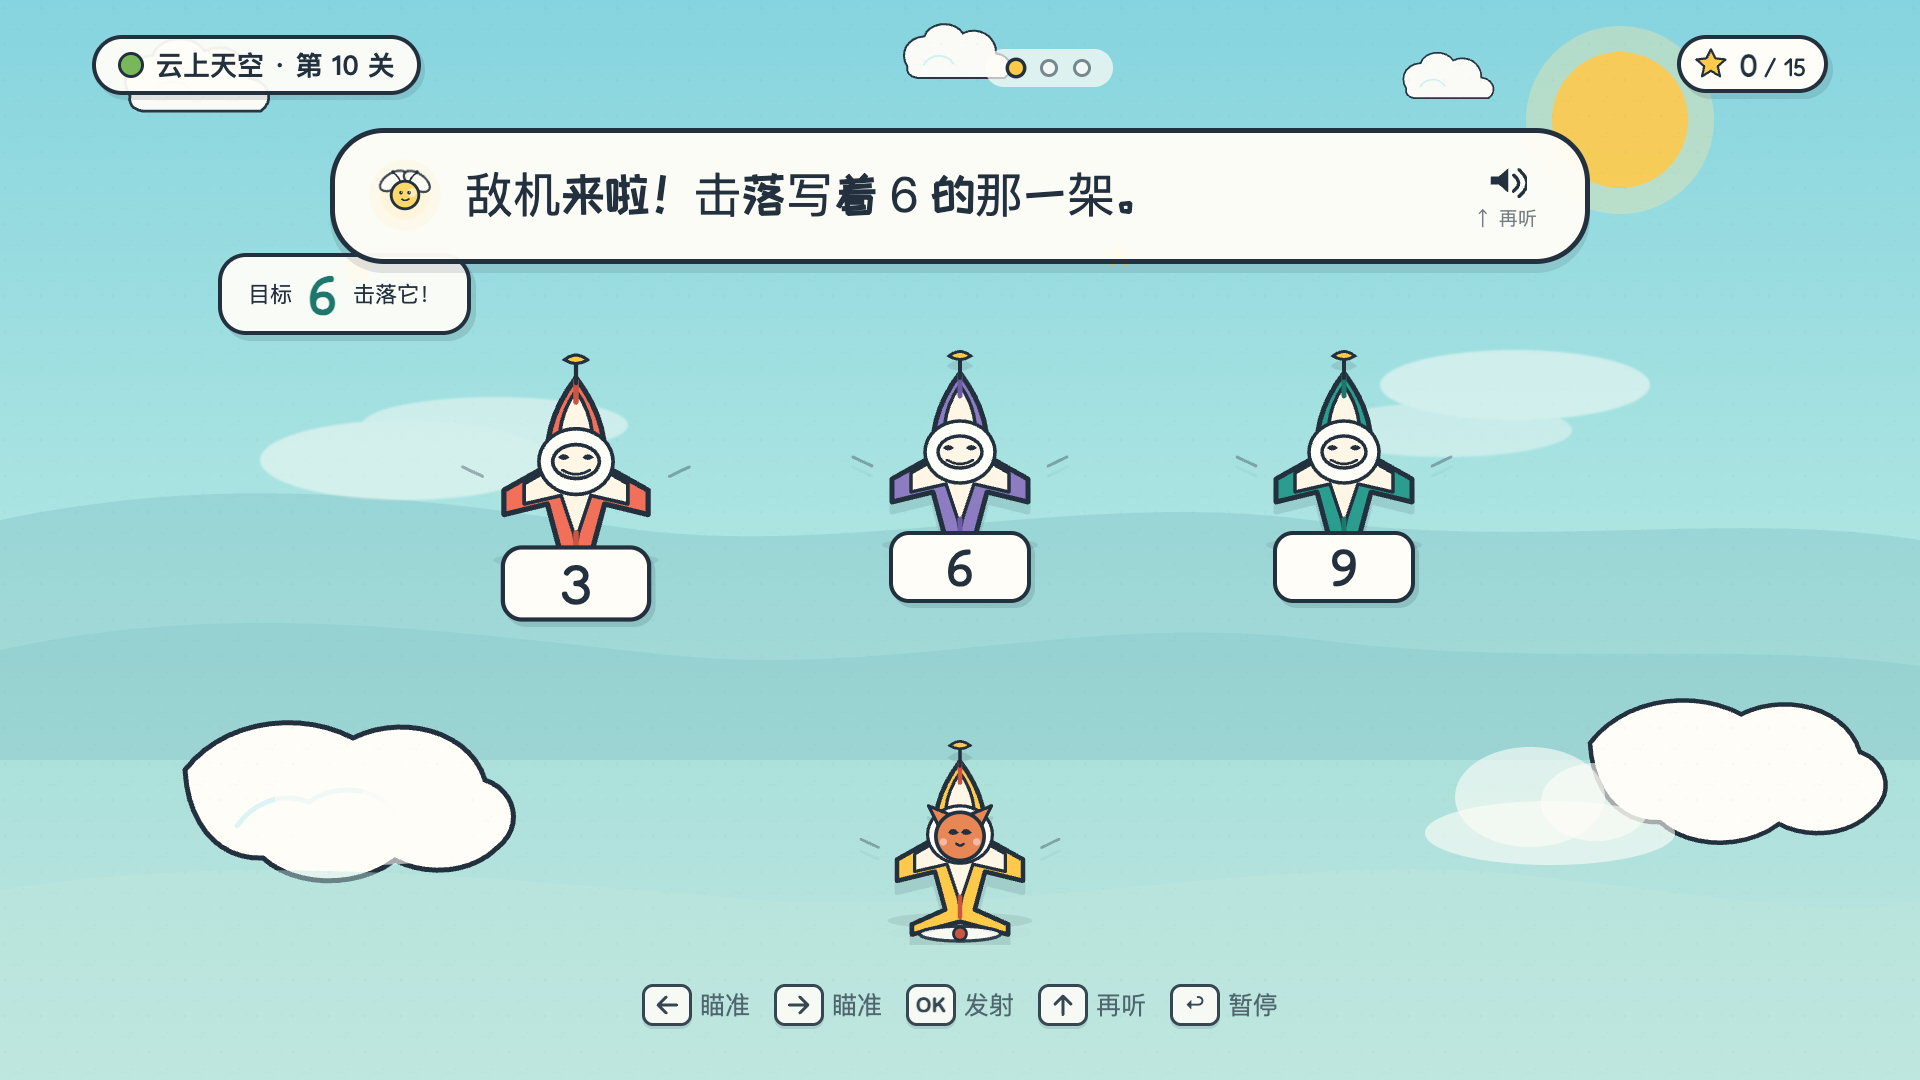 云上天空 · 第 10 关
0 / 15
敌机来啦！击落写着 6 的那一架。
↑ 再听
目标 6 击落它！
3
6
9
← 瞄准 → 瞄准 OK 发射 ↑ 再听 ↩ 暂停